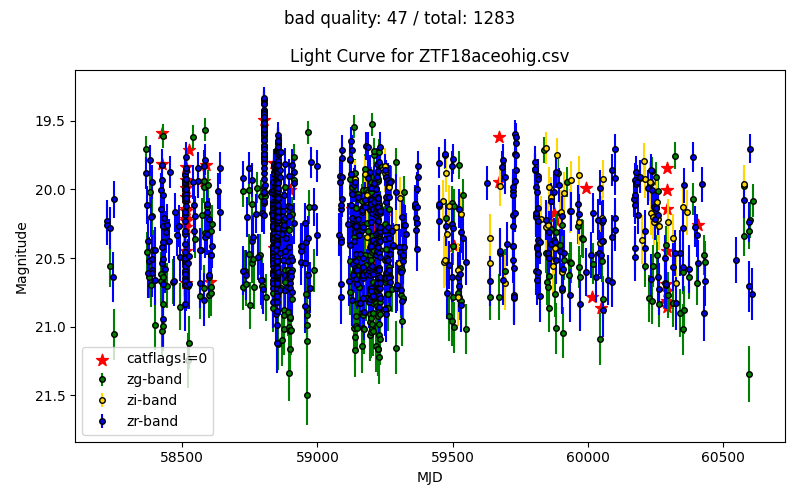 bad quality: 47 / total: 1283
Light Curve for ZTF18aceohig.csv
Magnitude
19.5
20.0
20.5
21.0
21.5
catflags!=0
zg-band
zi-band
zr-band
58500 59000 59500 60000 60500
MJD